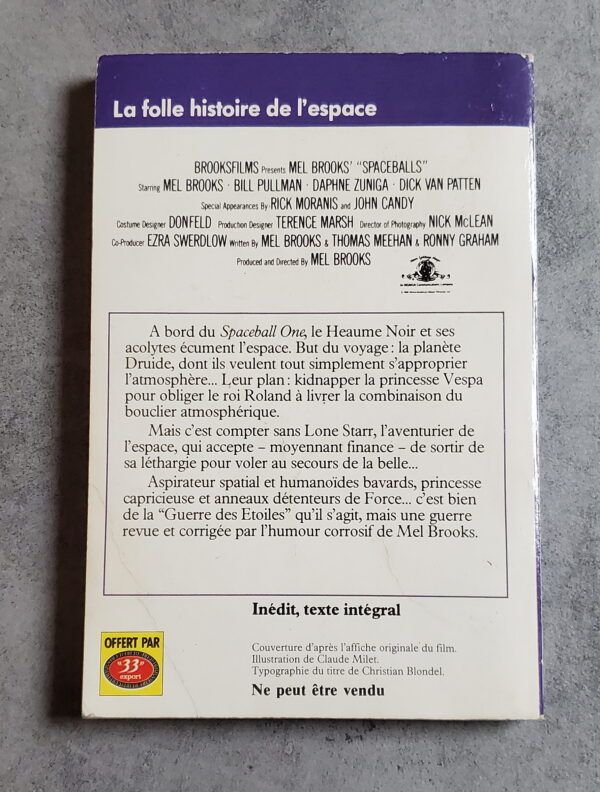 La folle histoire de l'espace
BROOKSFILMS Presents MEL BROOKS' "SPACEBALLS"
Starring MEL BROOKS · BILL PULLMAN · DAPHNE ZUNIGA · DICK VAN PATTEN
Special Appearances By RICK MORANIS and JOHN CANDY
Costume Designer DONFELD Production Designer TERENCE MARSH Director of Photography NICK McLEAN
Co-Producer EZRA SWERDLOW Written By MEL BROOKS & THOMAS MEEHAN & RONNY GRAHAM
Produced and Directed By MEL BROOKS
A bord du Spaceball One, le Heaume Noir et ses
acolytes écument l'espace. But du voyage : la planète
Druide, dont ils veulent tout simplement s'approprier
l'atmosphère... Leur plan : kidnapper la princesse Vespa
pour obliger le roi Roland à livrer la combinaison du
bouclier atmosphérique.
Mais c'est compter sans Lone Starr, l'aventurier de
l'espace, qui accepte – moyennant finance – de sortir de
sa léthargie pour voler au secours de la belle...
Aspirateur spatial et humanoïdes bavards, princesse
capricieuse et anneaux détenteurs de Force... c'est bien
de la "Guerre des Etoiles" qu'il s'agit, mais une guerre
revue et corrigée par l'humour corrosif de Mel Brooks.
Inédit, texte intégral
OFFERT PAR
"33"
export
Couverture d'après l'affiche originale du film.
Illustration de Claude Milet.
Typographie du titre de Christian Blondel.
Ne peut être vendu